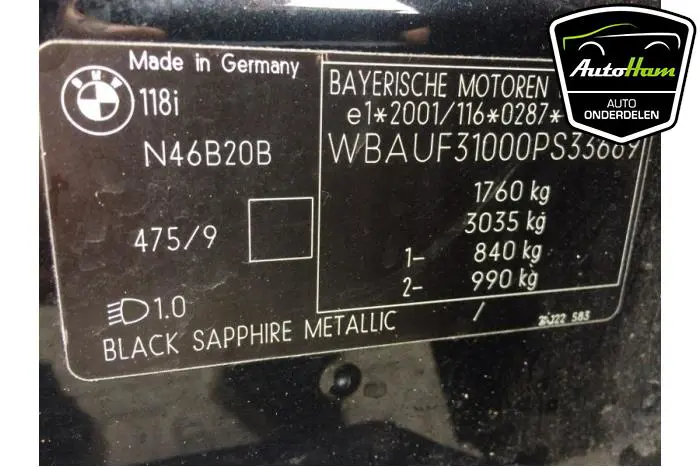 Made in Germany
BMW
118i
N46B20B
475/9
1.0
BLACK SAPPHIRE METALLIC
BAYERISCHE MOTOREN
e1*2001/116*0287*
WBAUF31000PS33669
1760 kg
3035 kg
1- 840 kg
2- 990 kg
/
AutoHam
AUTO
ONDERDELEN